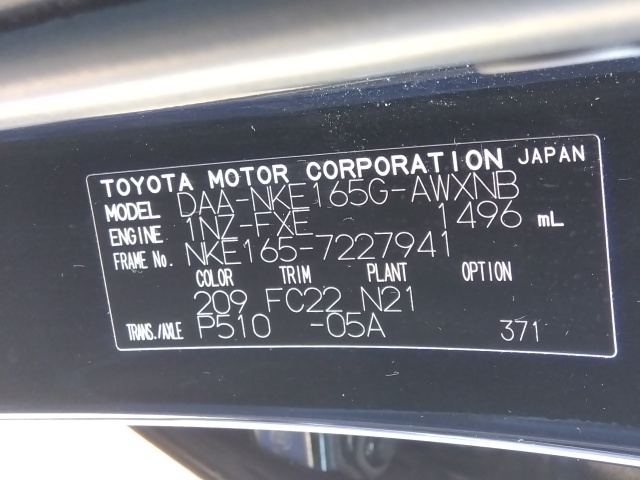 TOYOTA MOTOR CORPORATION JAPAN
MODEL DAA-NKE165G-AWXNB
ENGINE 1NZ-FXE 1496 mL
FRAME No. NKE165-7227941
COLOR TRIM PLANT OPTION
209 FC22 N21
TRANS./AXLE P510 -05A 371